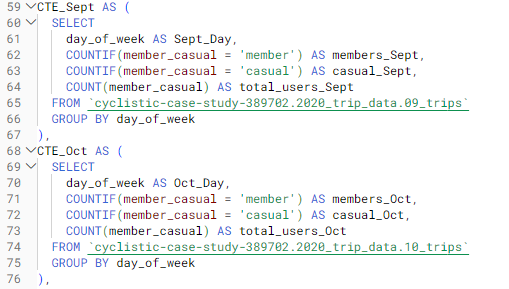 59 CTE_Sept AS (
60 SELECT
61 day_of_week AS Sept_Day,
62 COUNTIF(member_casual = 'member') AS members_Sept,
63 COUNTIF(member_casual = 'casual') AS casual_Sept,
64 COUNT(member_casual) AS total_users_Sept
65 FROM `cyclistic-case-study-389702.2020_trip_data.09_trips`
66 GROUP BY day_of_week
67 ),
68 CTE_Oct AS (
69 SELECT
70 day_of_week AS Oct_Day,
71 COUNTIF(member_casual = 'member') AS members_Oct,
72 COUNTIF(member_casual = 'casual') AS casual_Oct,
73 COUNT(member_casual) AS total_users_Oct
74 FROM `cyclistic-case-study-389702.2020_trip_data.10_trips`
75 GROUP BY day_of_week
76 ),